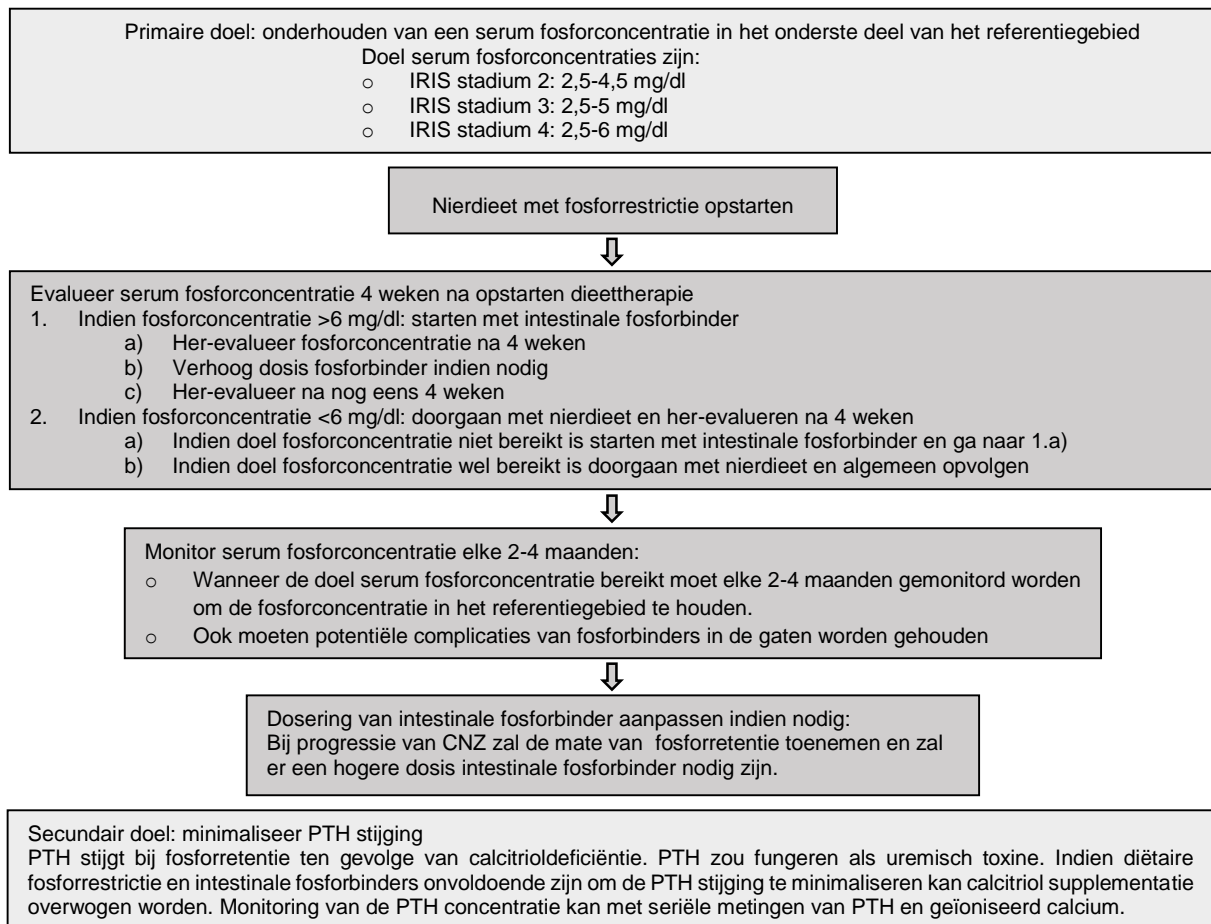 Primaire doel: onderhouden van een serum fosforconcentratie in het onderste deel van het referentiegebied
Doel serum fosforconcentraties zijn:
o IRIS stadium 2: 2,5-4,5 mg/dl
o IRIS stadium 3: 2,5-5 mg/dl
o IRIS stadium 4: 2,5-6 mg/dl
Nierdieet met fosforrestrictie opstarten
Evalueer serum fosforconcentratie 4 weken na opstarten dieettherapie
1. Indien fosforconcentratie >6 mg/dl: starten met intestinale fosforbinder
a) Her-evalueer fosforconcentratie na 4 weken
b) Verhoog dosis fosforbinder indien nodig
c) Her-evalueer na nog eens 4 weken
2. Indien fosforconcentratie <6 mg/dl: doorgaan met nierdieet en her-evalueren na 4 weken
a) Indien doel fosforconcentratie niet bereikt is starten met intestinale fosforbinder en ga naar 1.a)
b) Indien doel fosforconcentratie wel bereikt is doorgaan met nierdieet en algemeen opvolgen
Monitor serum fosforconcentratie elke 2-4 maanden:
o Wanneer de doel serum fosforconcentratie bereikt moet elke 2-4 maanden gemonitord worden
om de fosforconcentratie in het referentiegebied te houden.
o Ook moeten potentiële complicaties van fosforbinders in de gaten worden gehouden
Dosering van intestinale fosforbinder aanpassen indien nodig:
Bij progressie van CNZ zal de mate van fosforretentie toenemen en zal
er een hogere dosis intestinale fosforbinder nodig zijn.
Secundair doel: minimaliseer PTH stijging
PTH stijgt bij fosforretentie ten gevolge van calcitrioldeficiëntie. PTH zou fungeren als uremisch toxine. Indien diëtaire
fosforrestrictie en intestinale fosforbinders onvoldoende zijn om de PTH stijging te minimaliseren kan calcitriol supplementatie
overwogen worden. Monitoring van de PTH concentratie kan met seriële metingen van PTH en geïoniseerd calcium.